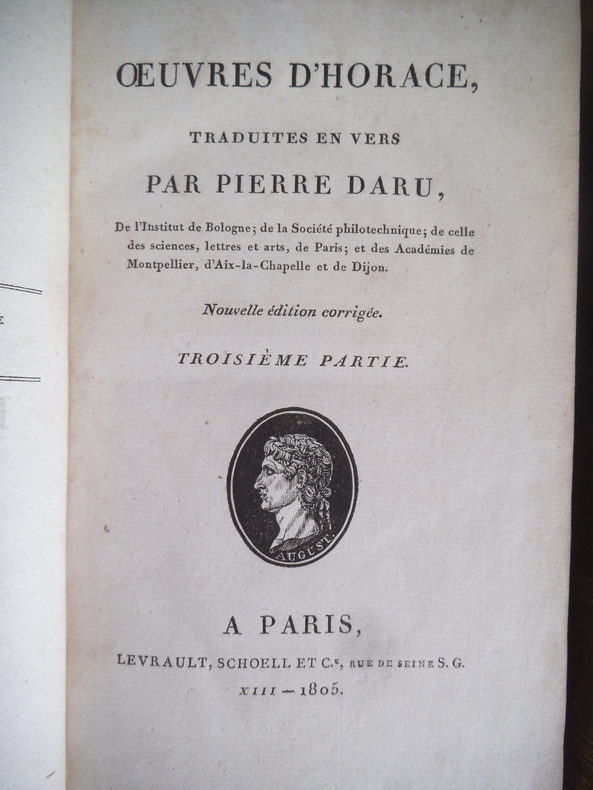 ŒUVRES D'HORACE,
TRADUITES EN VERS
PAR PIERRE DARU,
De l'Institut de Bologne; de la Société philotechnique; de celle
des sciences, lettres et arts, de Paris; et des Académies de
Montpellier, d'Aix-la-Chapelle et de Dijon.
Nouvelle édition corrigée.
TROISIÈME PARTIE.
AUGUST.
A PARIS,
LEVRAULT, SCHOELL ET C.e, RUE DE SEINE S. G.
XIII — 1805.